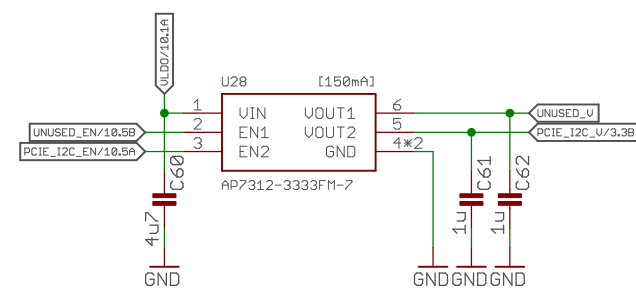 VLDO/10.1A
U28 [150mA]
1 VIN VOUT1 6 UNUSED_V
UNUSED_EN/10.5B 2 EN1 VOUT2 5 PCIE_I2C_V/3.3B
PCIE_I2C_EN/10.5A 3 EN2 GND 4*2
AP7312-3333FM-7
C60
4u7
C61
1u
C62
1u
GND GND GND GND